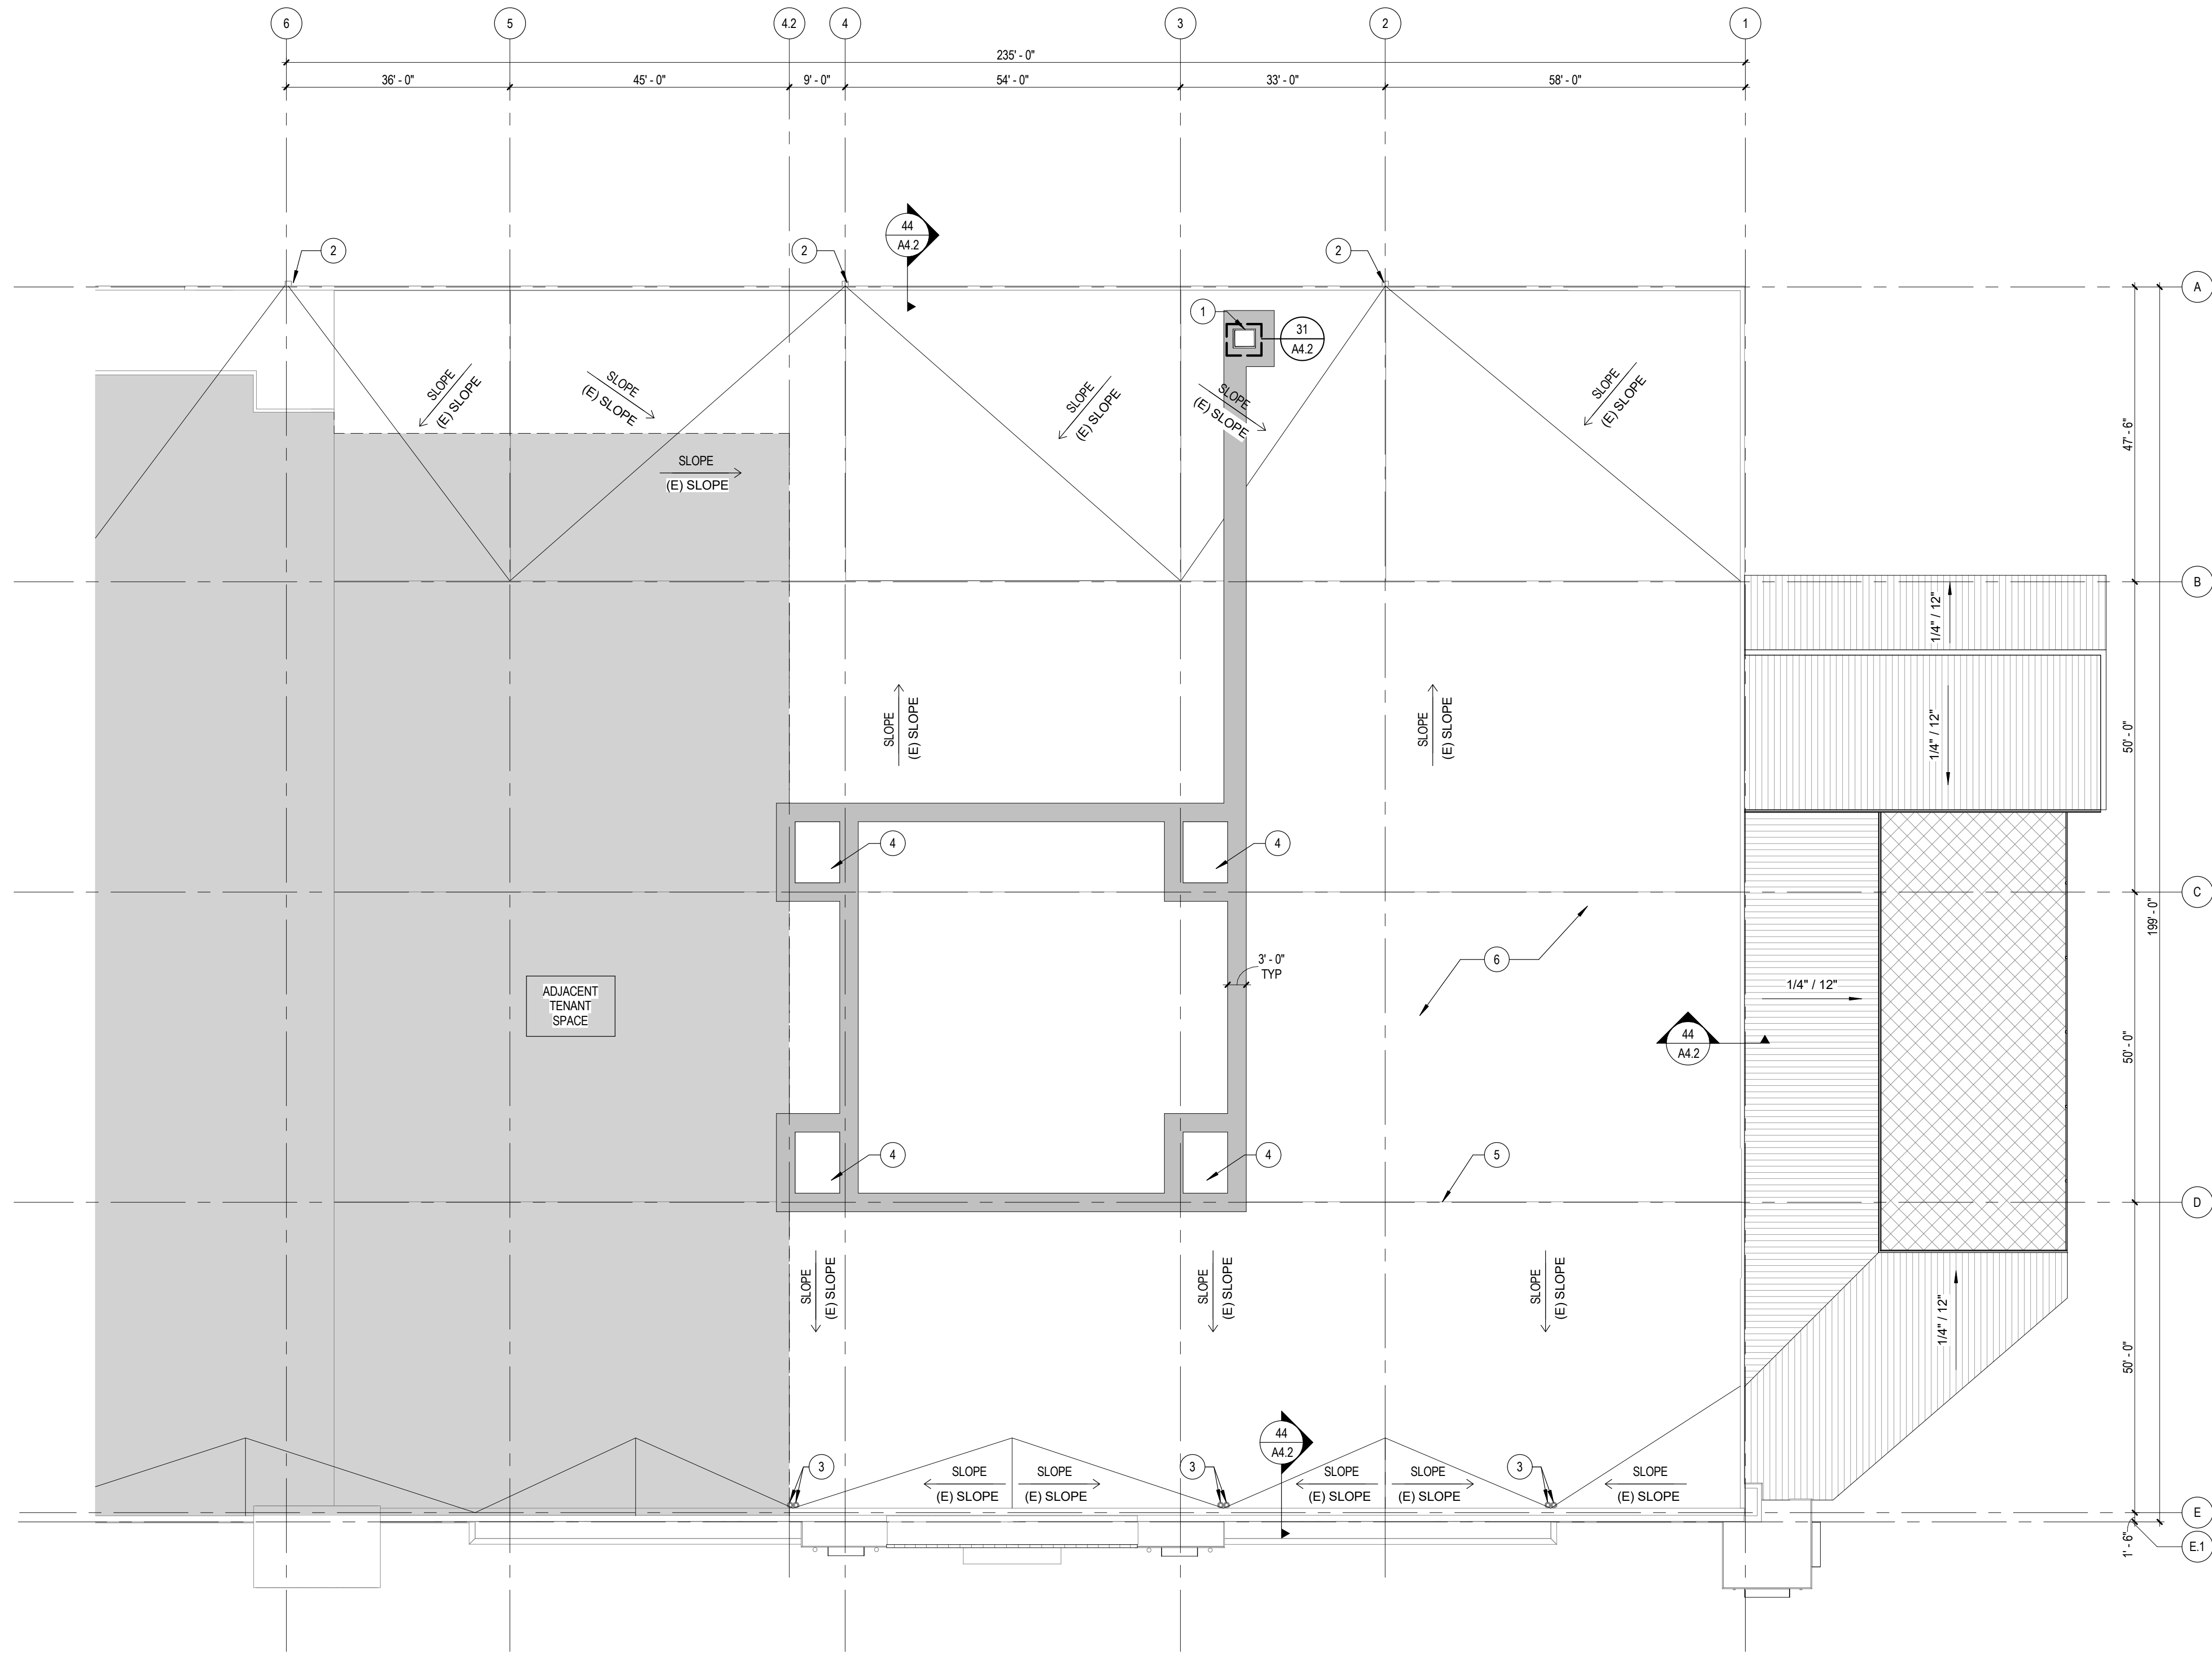 6
5
4.2
4
3
2
1
235' - 0"
36' - 0"
45' - 0"
9' - 0"
54' - 0"
33' - 0"
58' - 0"
44
A4.2
2
2
2
A
1
31
A4.2
SLOPE
(E) SLOPE
SLOPE
(E) SLOPE
SLOPE
(E) SLOPE
SLOPE
(E) SLOPE
SLOPE
(E) SLOPE
47' - 6"
SLOPE
(E) SLOPE
B
1/4" / 12"
SLOPE
(E) SLOPE
SLOPE
(E) SLOPE
1/4" / 12"
50' - 0"
4
4
C
199' - 0"
6
3' - 0"
TYP
ADJACENT
TENANT
SPACE
1/4" / 12"
44
A4.2
50' - 0"
4
4
5
D
SLOPE
(E) SLOPE
SLOPE
(E) SLOPE
SLOPE
(E) SLOPE
1/4" / 12"
50' - 0"
44
A4.2
3
3
3
SLOPE
(E) SLOPE
SLOPE
(E) SLOPE
SLOPE
(E) SLOPE
SLOPE
(E) SLOPE
SLOPE
(E) SLOPE
E
1' - 6"
E.1